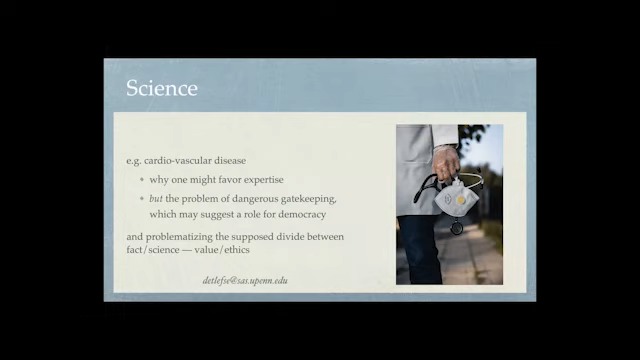 Science
e.g. cardio-vascular disease
* why one might favor expertise
* but the problem of dangerous gatekeeping,
which may suggest a role for democracy
and problematizing the supposed divide between
fact/science — value/ethics
detlefse@sas.upenn.edu